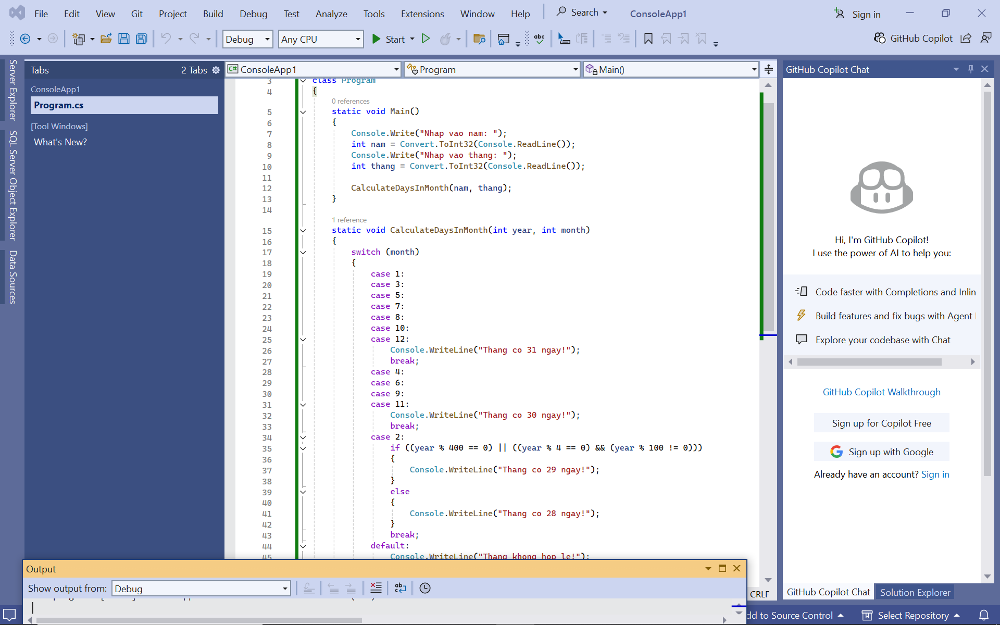 File Edit View Git Project Build Debug Test Analyze Tools Extensions Window Help Search ConsoleApp1 Sign in
Debug Any CPU Start GitHub Copilot
Server Explorer
SQL Server Object Explorer
Data Sources
Tabs 2 Tabs
ConsoleApp1
Program.cs
[Tool Windows]
What's New?
C# ConsoleApp1 Program Main()
3 class Program
4 {
0 references
5 static void Main()
6 {
7 Console.Write("Nhap vao nam: ");
8 int nam = Convert.ToInt32(Console.ReadLine());
9 Console.Write("Nhap vao thang: ");
10 int thang = Convert.ToInt32(Console.ReadLine());
11
12 CalculateDaysInMonth(nam, thang);
13 }
14
1 reference
15 static void CalculateDaysInMonth(int year, int month)
16 {
17 switch (month)
18 {
19 case 1:
20 case 3:
21 case 5:
22 case 7:
23 case 8:
24 case 10:
25 case 12:
26 Console.WriteLine("Thang co 31 ngay!");
27 break;
28 case 4:
29 case 6:
30 case 9:
31 case 11:
32 Console.WriteLine("Thang co 30 ngay!");
33 break;
34 case 2:
35 if ((year % 400 == 0) || ((year % 4 == 0) && (year % 100 != 0)))
36 {
37 Console.WriteLine("Thang co 29 ngay!");
38 }
39 else
40 {
41 Console.WriteLine("Thang co 28 ngay!");
42 }
43 break;
44 default:
45 Console.WriteLine("Thang khong hop le!");
CRLF
Output
Show output from: Debug
GitHub Copilot Chat
Hi, I'm GitHub Copilot!
I use the power of AI to help you:
Code faster with Completions and Inlin
Build features and fix bugs with Agent
Explore your codebase with Chat
GitHub Copilot Walkthrough
Sign up for Copilot Free
Sign up with Google
Already have an account? Sign in
GitHub Copilot Chat Solution Explorer
dd to Source Control Select Repository